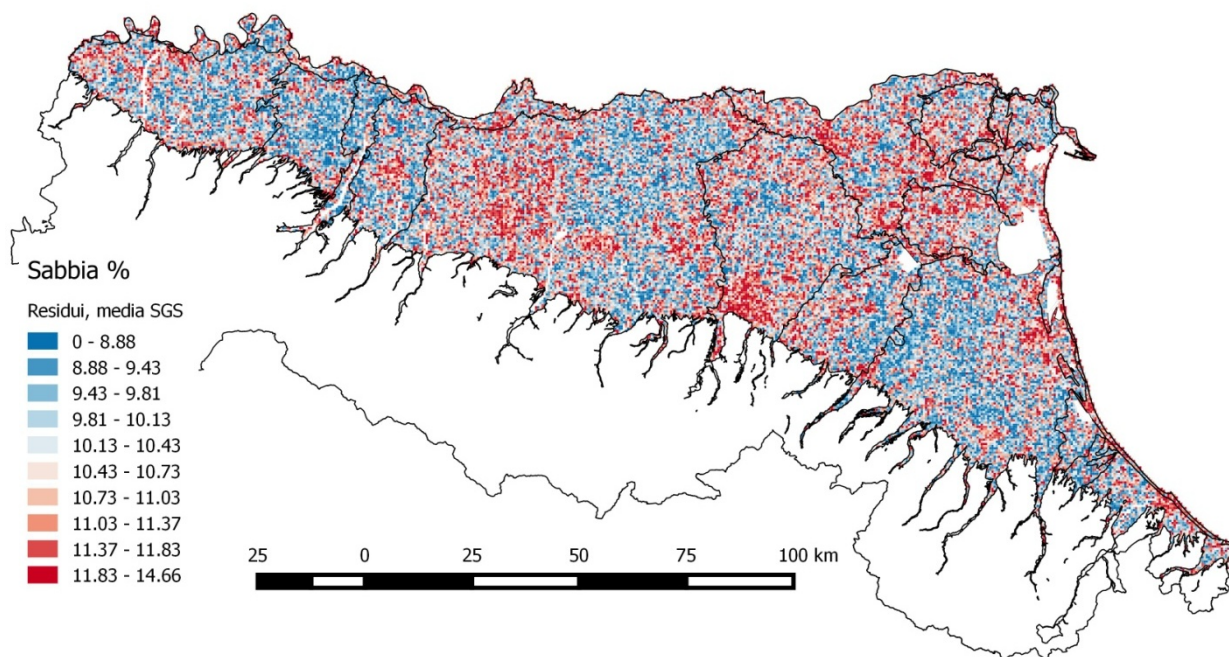 Sabbia %
Residui, media SGS
0 - 8.88
8.88 - 9.43
9.43 - 9.81
9.81 - 10.13
10.13 - 10.43
10.43 - 10.73
10.73 - 11.03
11.03 - 11.37
11.37 - 11.83
11.83 - 14.66
25 0 25 50 75 100 km